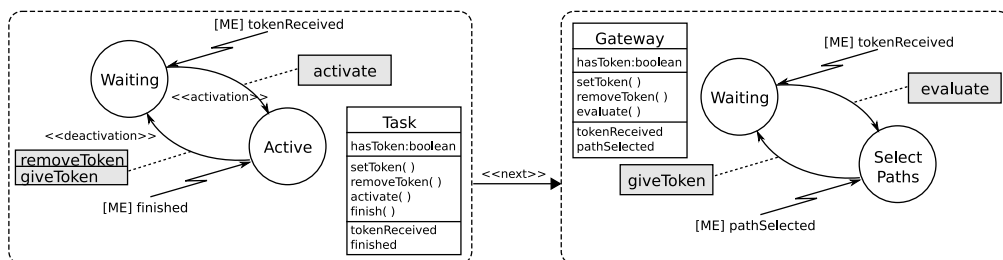 [ME] tokenReceived
Waiting
activate
<<activation>>
<<deactivation>>
Active
removeToken
giveToken
[ME] finished
Task
hasToken:boolean
setToken( )
removeToken( )
activate( )
finish( )
tokenReceived
finished
<<next>>
Gateway
hasToken:boolean
setToken( )
removeToken( )
evaluate( )
tokenReceived
pathSelected
[ME] tokenReceived
Waiting
evaluate
Select
Paths
giveToken
[ME] pathSelected